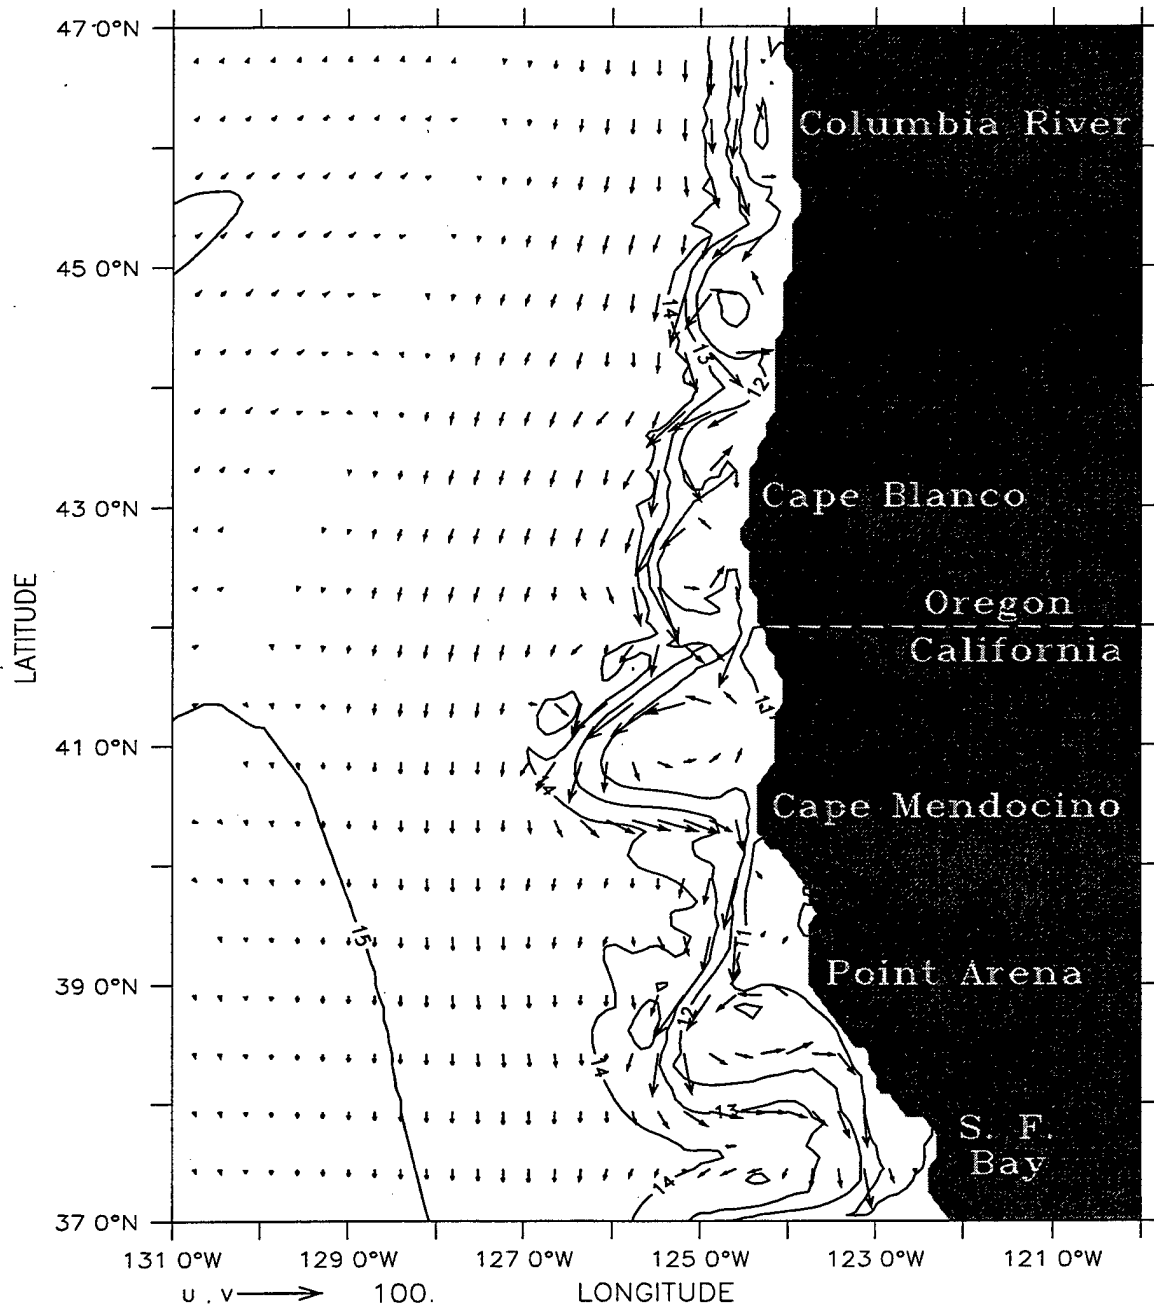 47 0°N
Columbia River
45 0°N
14
13
12
Cape Blanco
43 0°N
Oregon
California
11
41 0°N
14
Cape Mendocino
15
11
Point Arena
39 0°N
12
14
13
S. F.
Bay
14
37 0°N
131 0°W
129 0°W
127 0°W
125 0°W
123 0°W
121 0°W
LATITUDE
LONGITUDE
u , v
100.